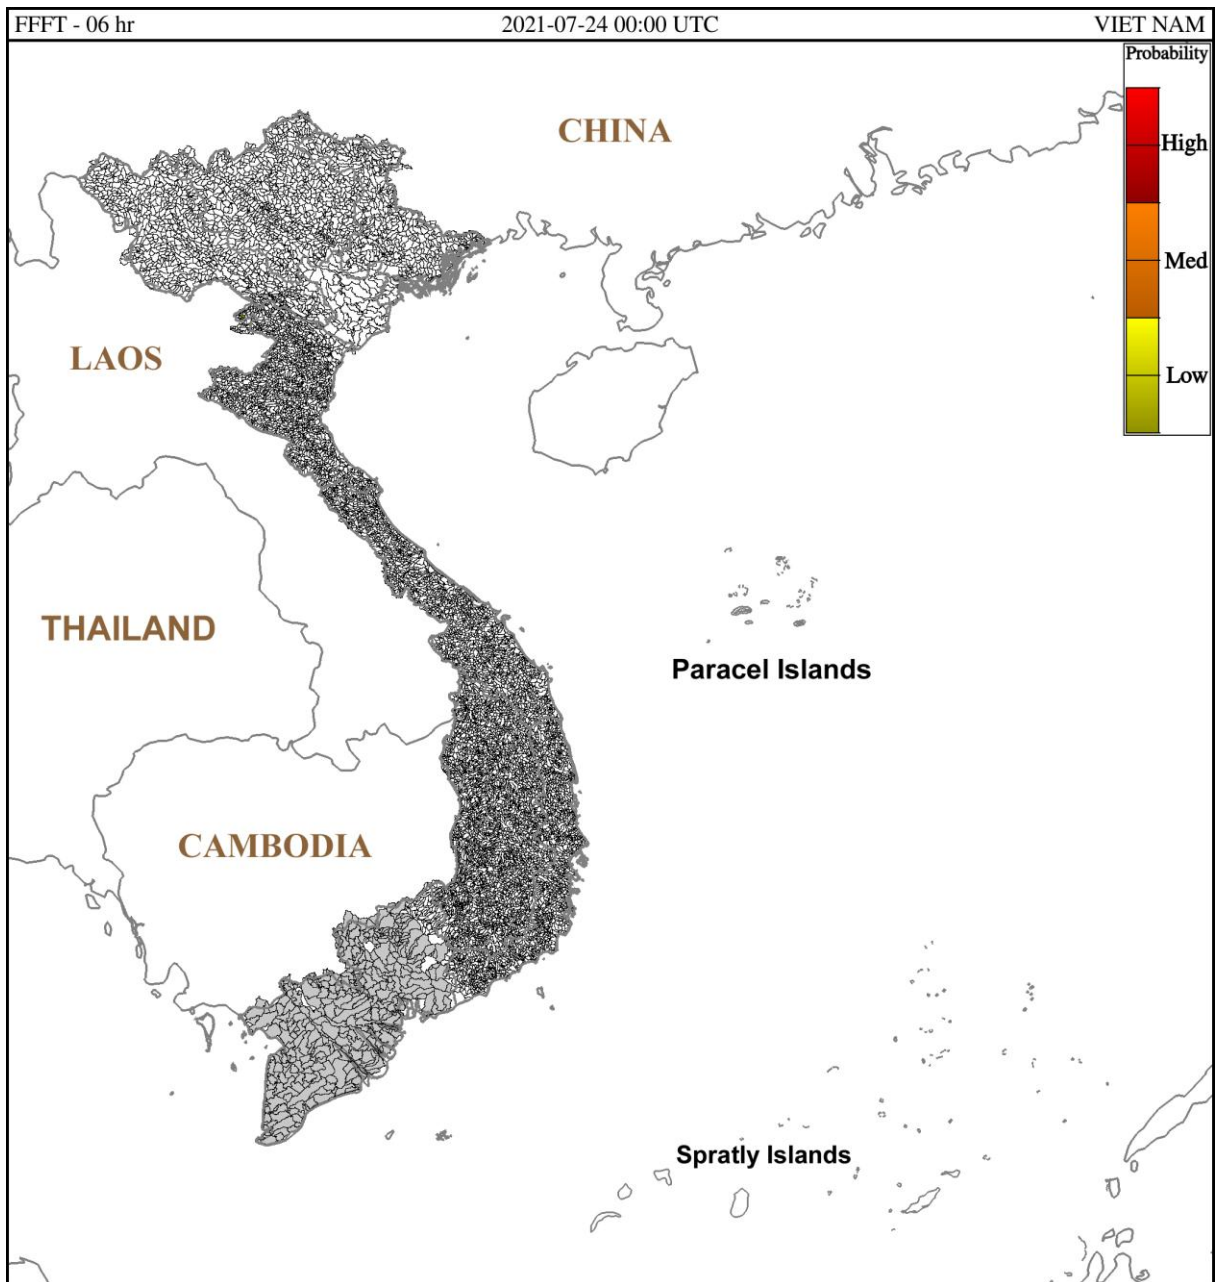 FFFT - 06 hr
2021-07-24 00:00 UTC
VIET NAM
Probability
High
Med
Low
CHINA
LAOS
THAILAND
Paracel Islands
CAMBODIA
Spratly Islands